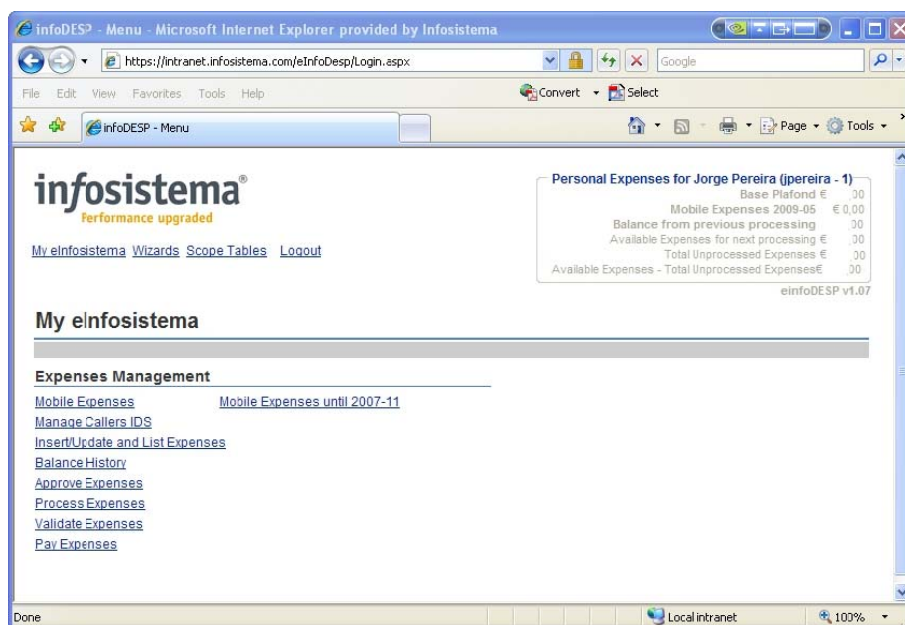 infoDESP - Menu - Microsoft Internet Explorer provided by Infosistema
https://intranet.infosistema.com/eInfoDesp/Login.aspx
Google
File Edit View Favorites Tools Help
Convert Select
infoDESP - Menu
Page Tools
infosistema®
Performance upgraded
My eInfosistema Wizards Scope Tables Logout
Personal Expenses for Jorge Pereira (jpereira - 1)
Base Plafond € ,00
Mobile Expenses 2009-05 € 0,00
Balance from previous processing ,00
Available Expenses for next processing € ,00
Total Unprocessed Expenses € ,00
Available Expenses - Total Unprocessed Expenses€ ,00
einfoDESP v1.07
My eInfosistema
Expenses Management
Mobile Expenses Mobile Expenses until 2007-11
Manage Callers IDS
Insert/Update and List Expenses
Balance History
Approve Expenses
Process Expenses
Validate Expenses
Pay Expenses
Done Local intranet 100%